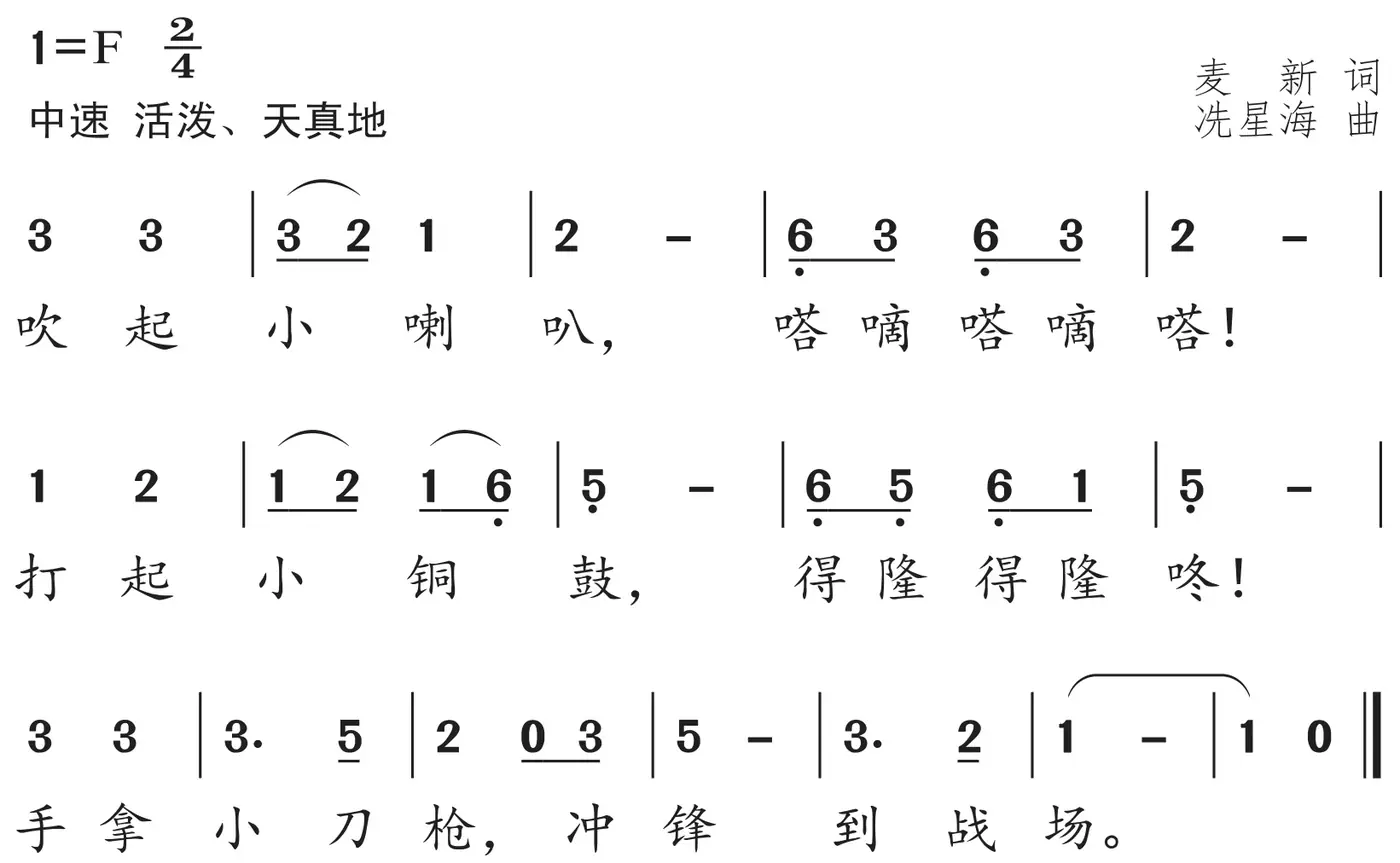 1=F 2/4
麦新词
中速 活泼、天真地
冼星海曲
3 3 | 3 2 1 | 2 – | 6̣ 3 6̣ 3 | 2 – |
吹起小喇叭，嗒嘀嗒嘀嗒！
1 2 | 1 2 1 6̣ | 5̣ – | 6̣ 5̣ 6̣ 1 | 5̣ – |
打起小铜鼓，得隆得隆咚！
3 3 | 3. 5 | 2 0 3 | 5 – | 3. 2 | 1 – | 1 0 ‖
手拿小刀枪，冲锋到战场。